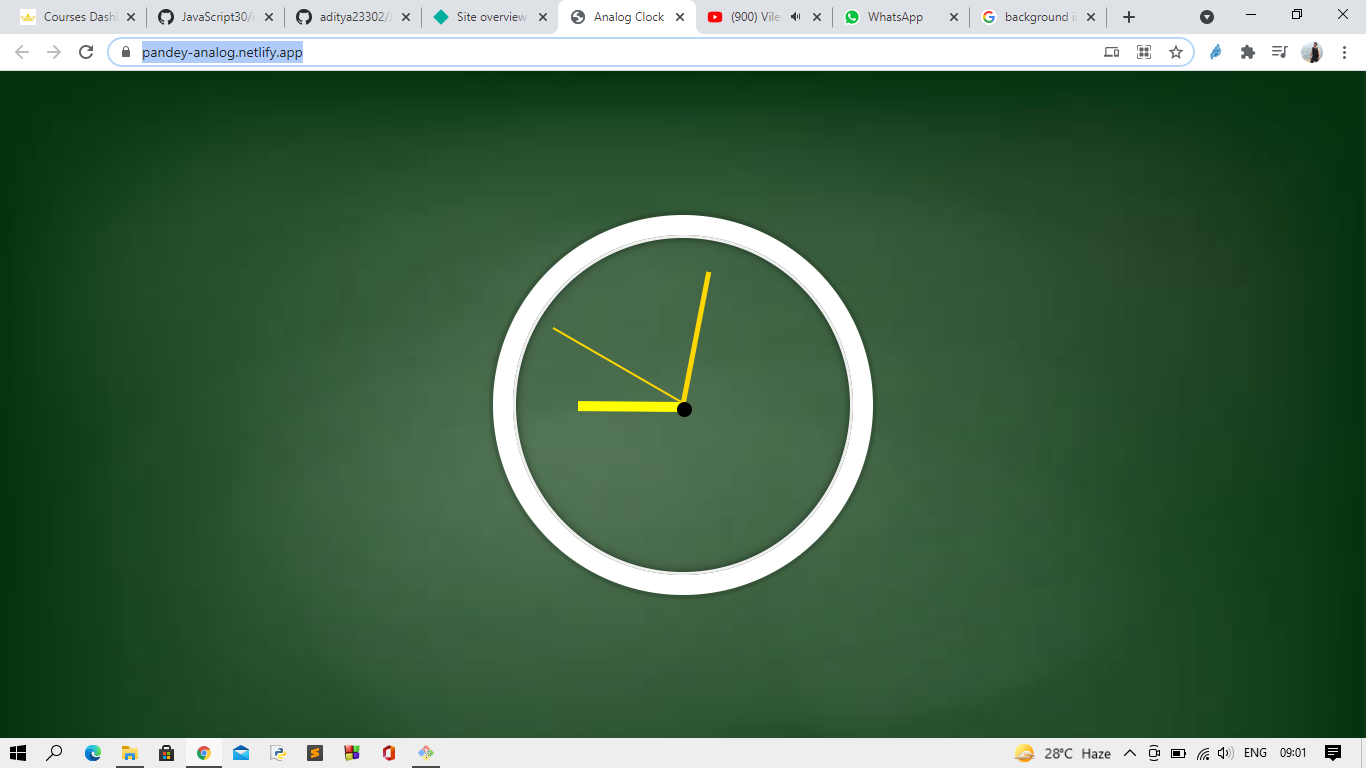 Courses Dash
JavaScript30/
aditya23302/
Site overview
Analog Clock
(900) Vile
WhatsApp
background i
pandey-analog.netlify.app
28°C Haze
ENG
09:01